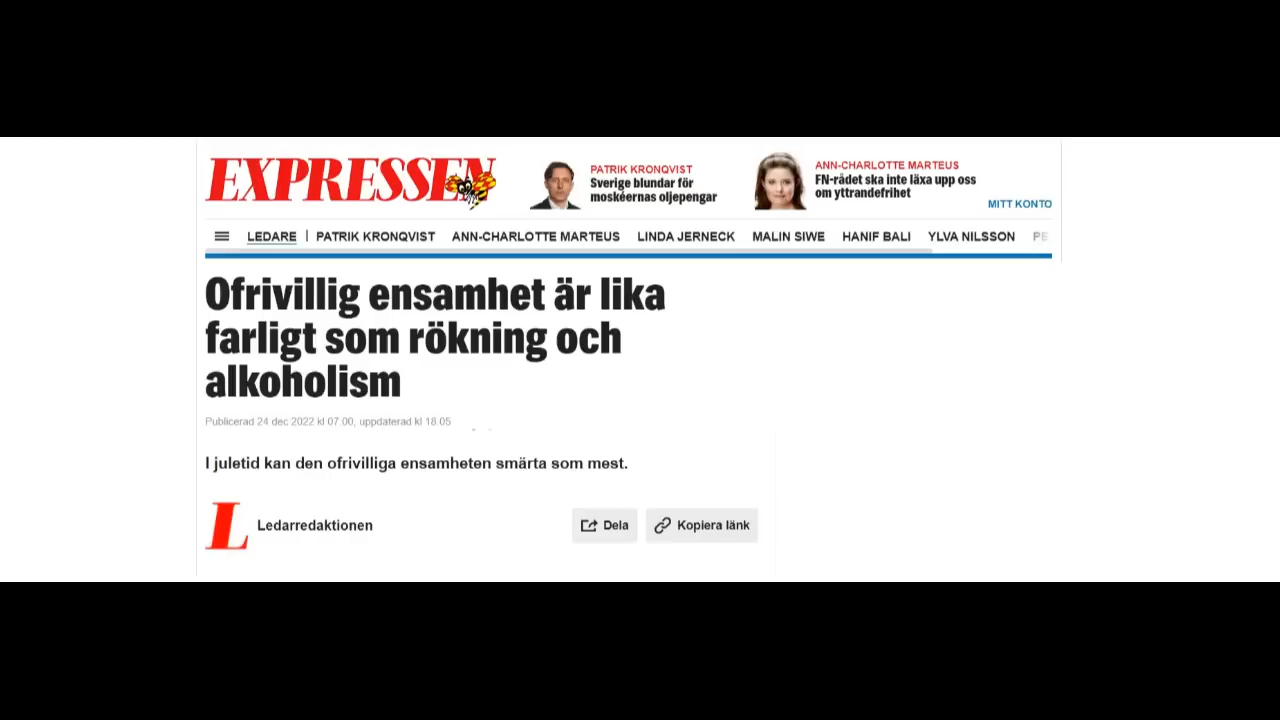 EXPRESSEN
PATRIK KRONQVIST
Sverige blundar för
moskéernas oljepengar
ANN-CHARLOTTE MARTEUS
FN-rådet ska inte läxa upp oss
om yttrandefrihet
MITT KONTO
LEDARE | PATRIK KRONQVIST ANN-CHARLOTTE MARTEUS LINDA JERNECK MALIN SIWE HANIF BALI YLVA NILSSON PE
Ofrivillig ensamhet är lika
farligt som rökning och
alkoholism
Publicerad 24 dec 2022 kl 07.00, uppdaterad kl 18.05
I juletid kan den ofrivilliga ensamheten smärta som mest.
L
Ledarredaktionen
Dela
Kopiera länk